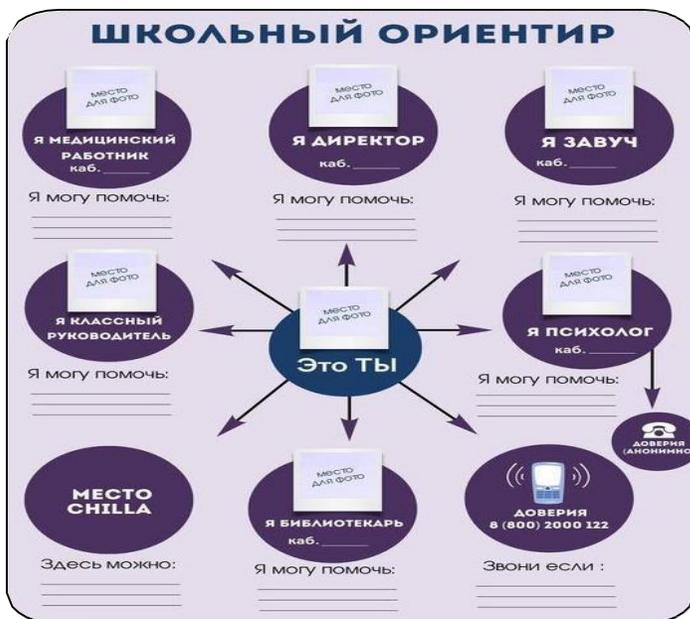 ШКОЛЬНЫЙ ОРИЕНТИР
МЕСТО
ДЛЯ ФОТО
Я МЕДИЦИНСКИЙ
РАБОТНИК
каб.
Я могу помочь:
МЕСТО
ДЛЯ ФОТО
Я ДИРЕКТОР
каб.
Я могу помочь:
МЕСТО
ДЛЯ ФОТО
Я ЗАВУЧ
каб.
Я могу помочь:
МЕСТО
ДЛЯ ФОТО
Я КЛАССНЫЙ
РУКОВОДИТЕЛЬ
Я могу помочь:
МЕСТО
ДЛЯ ФОТО
Это ТЫ
МЕСТО
ДЛЯ ФОТО
Я ПСИХОЛОГ
каб.
Я могу помочь:
ДОВЕРИЯ
(АНОНИМНО
МЕСТО
CHILLA
Здесь можно:
МЕСТО
ДЛЯ ФОТО
Я БИБЛИОТЕКАРЬ
каб.
Я могу помочь:
ДОВЕРИЯ
8 (800) 2000 122
Звони если :